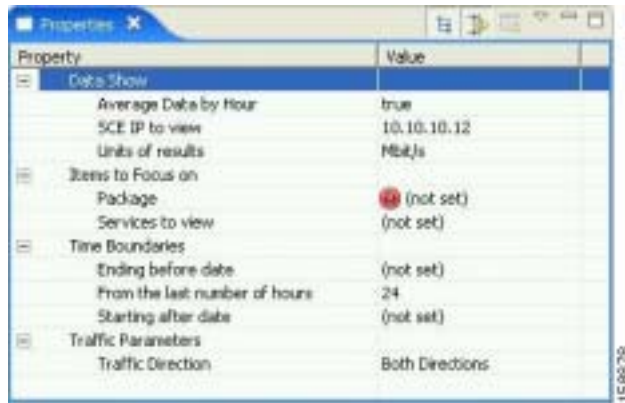 Properties
Property Value
Data Show
Average Data by Hour true
SCE IP to view 10.10.10.12
Units of results Mbit/s
Items to Focus on
Package (not set)
Services to view (not set)
Time Boundaries
Ending before date (not set)
From the last number of hours 24
Starting after date (not set)
Traffic Parameters
Traffic Direction Both Directions